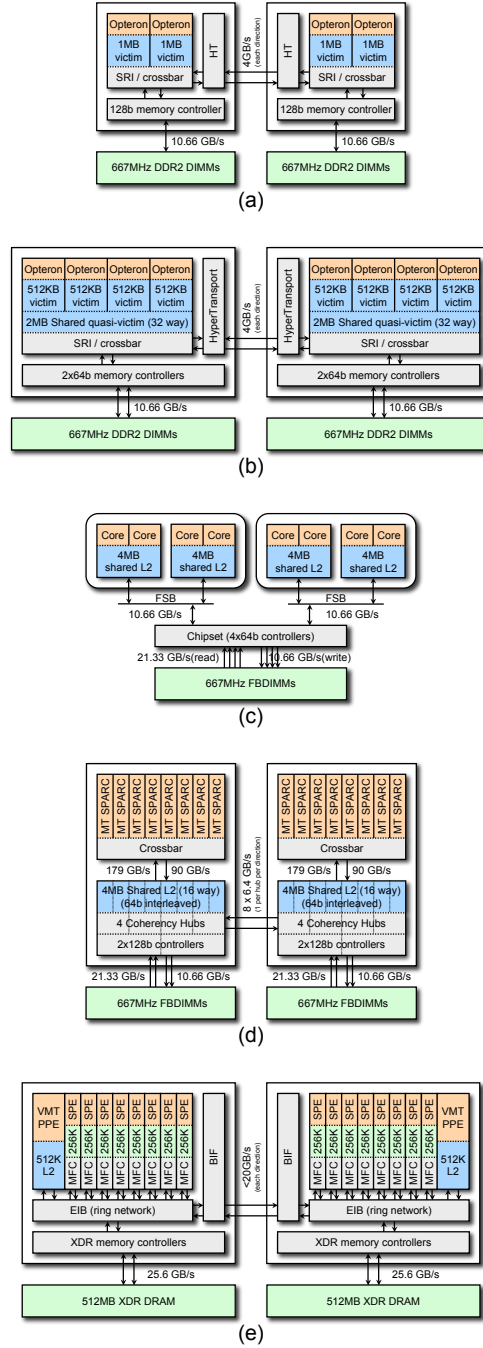 Opteron Opteron HT HT Opteron Opteron
1MB victim 1MB victim 4GB/s (each direction) 1MB victim 1MB victim
SRI / crossbar SRI / crossbar
128b memory controller 128b memory controller
10.66 GB/s 10.66 GB/s
667MHz DDR2 DIMMs 667MHz DDR2 DIMMs
(a)
Opteron Opteron Opteron Opteron Opteron Opteron Opteron Opteron
512KB victim 512KB victim 512KB victim 512KB victim HyperTransport 4GB/s (each direction) HyperTransport 512KB victim 512KB victim 512KB victim 512KB victim
2MB Shared quasi-victim (32 way) 2MB Shared quasi-victim (32 way)
SRI / crossbar SRI / crossbar
2x64b memory controllers 2x64b memory controllers
10.66 GB/s 10.66 GB/s
667MHz DDR2 DIMMs 667MHz DDR2 DIMMs
(b)
Core Core Core Core Core Core Core Core
4MB shared L2 4MB shared L2 4MB shared L2 4MB shared L2
FSB FSB
10.66 GB/s 10.66 GB/s
Chipset (4x64b controllers)
21.33 GB/s(read) 10.66 GB/s(write)
667MHz FBDIMMs
(c)
MT SPARC MT SPARC MT SPARC MT SPARC MT SPARC MT SPARC MT SPARC MT SPARC MT SPARC MT SPARC MT SPARC MT SPARC MT SPARC MT SPARC MT SPARC MT SPARC
Crossbar Crossbar
179 GB/s 90 GB/s 8 x 6.4 GB/s (1 per hub per direction) 179 GB/s 90 GB/s
4MB Shared L2 (16 way) 4MB Shared L2 (16 way)
(64b interleaved) (64b interleaved)
4 Coherency Hubs 4 Coherency Hubs
2x128b controllers 2x128b controllers
21.33 GB/s 10.66 GB/s 21.33 GB/s 10.66 GB/s
667MHz FBDIMMs 667MHz FBDIMMs
(d)
VMT PPE SPE SPE SPE SPE SPE SPE SPE SPE SPE SPE SPE SPE SPE SPE SPE SPE VMT PPE
256K 256K 256K 256K 256K 256K 256K 256K BIF <20GB/s (each direction) BIF 256K 256K 256K 256K 256K 256K 256K 256K
512K L2 MFC MFC MFC MFC MFC MFC MFC MFC MFC MFC MFC MFC MFC MFC MFC MFC 512K L2
EIB (ring network) EIB (ring network)
XDR memory controllers XDR memory controllers
25.6 GB/s 25.6 GB/s
512MB XDR DRAM 512MB XDR DRAM
(e)